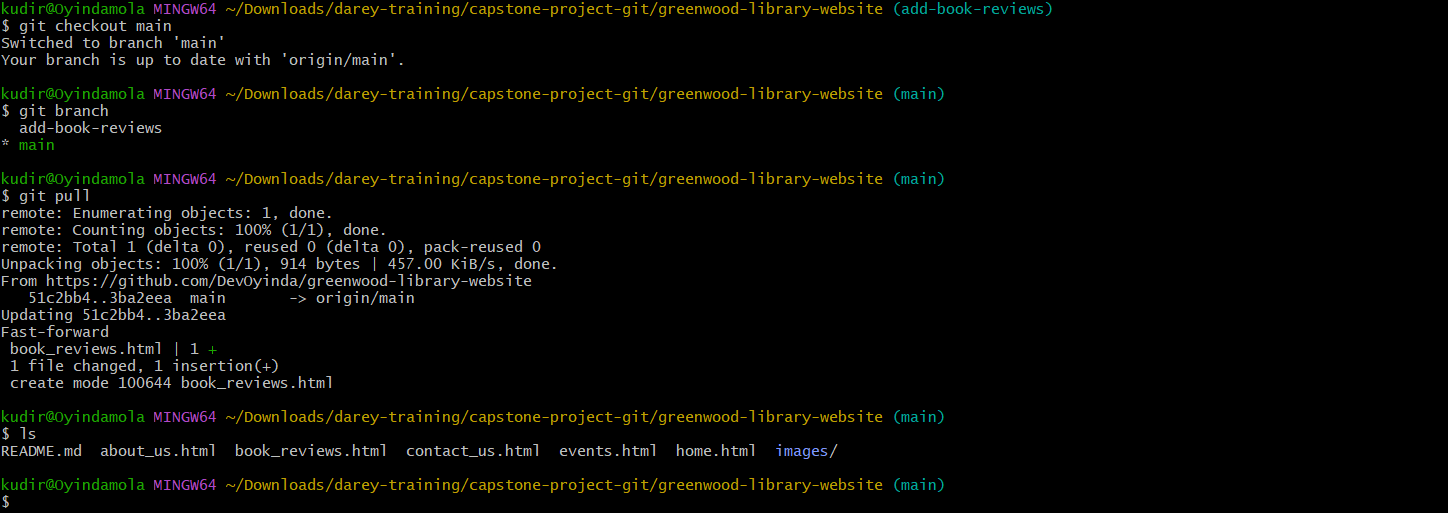 kudir@Oyindamola MINGW64 ~/Downloads/darey-training/capstone-project-git/greenwood-library-website (add-book-reviews)
$ git checkout main
Switched to branch 'main'
Your branch is up to date with 'origin/main'.

kudir@Oyindamola MINGW64 ~/Downloads/darey-training/capstone-project-git/greenwood-library-website (main)
$ git branch
  add-book-reviews
* main

kudir@Oyindamola MINGW64 ~/Downloads/darey-training/capstone-project-git/greenwood-library-website (main)
$ git pull
remote: Enumerating objects: 1, done.
remote: Counting objects: 100% (1/1), done.
remote: Total 1 (delta 0), reused 0 (delta 0), pack-reused 0
Unpacking objects: 100% (1/1), 914 bytes | 457.00 KiB/s, done.
From https://github.com/DevOyinda/greenwood-library-website
   51c2bb4..3ba2eea  main       -> origin/main
Updating 51c2bb4..3ba2eea
Fast-forward
 book_reviews.html | 1 +
 1 file changed, 1 insertion(+)
 create mode 100644 book_reviews.html

kudir@Oyindamola MINGW64 ~/Downloads/darey-training/capstone-project-git/greenwood-library-website (main)
$ ls
README.md  about_us.html  book_reviews.html  contact_us.html  events.html  home.html  images/

kudir@Oyindamola MINGW64 ~/Downloads/darey-training/capstone-project-git/greenwood-library-website (main)
$